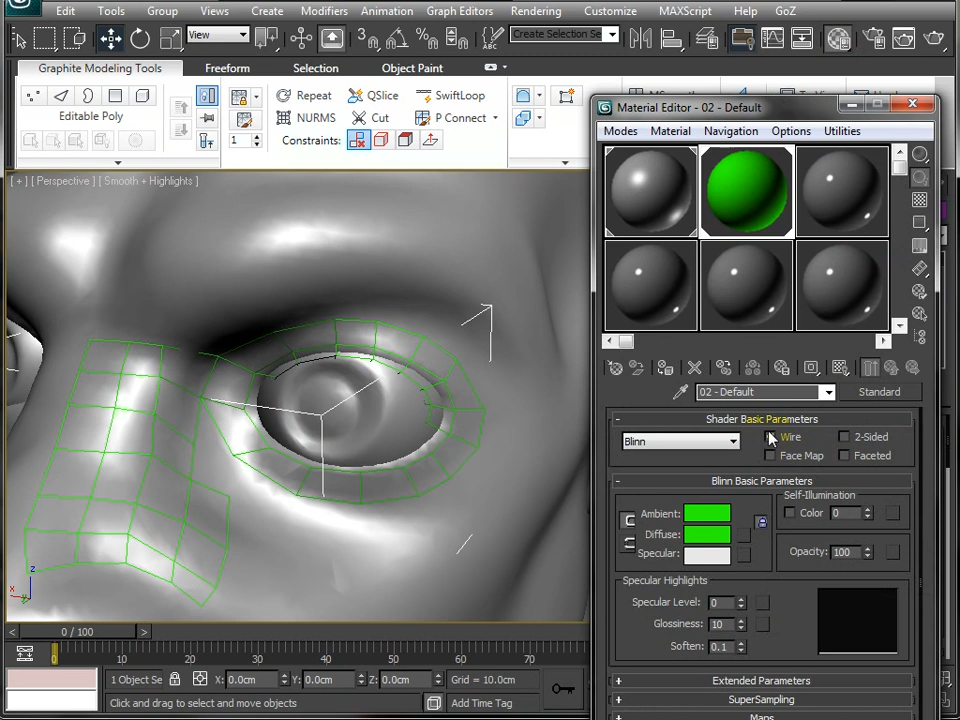 Edit Tools Group Views Create Modifiers Animation Graph Editors Rendering Customize MAXScript Help GoZ
View
3
Create Selection Se
Graphite Modeling Tools Freeform Selection Object Paint
Repeat QSlice SwiftLoop
NURMS Cut P Connect
Editable Poly
1 Constraints:
Material Editor - 02 - Default
Modes Material Navigation Options Utilities
[ + ] [ Perspective ] [ Smooth + Highlights ]
02 - Default Standard
Shader Basic Parameters
Blinn Wire 2-Sided
Face Map Faceted
Blinn Basic Parameters
Self-Illumination
Ambient: Color 0
Diffuse:
Specular: Opacity: 100
Specular Highlights
Specular Level: 0
Glossiness: 10
Soften: 0.1
Extended Parameters
SuperSampling
Maps
z
x
y
< 0 / 100 >
0 10 20 30 40 50 60 70
1 Object Se X: 0.0cm Y: 0.0cm Z: 0.0cm Grid = 10.0cm
Click and drag to select and move objects Add Time Tag